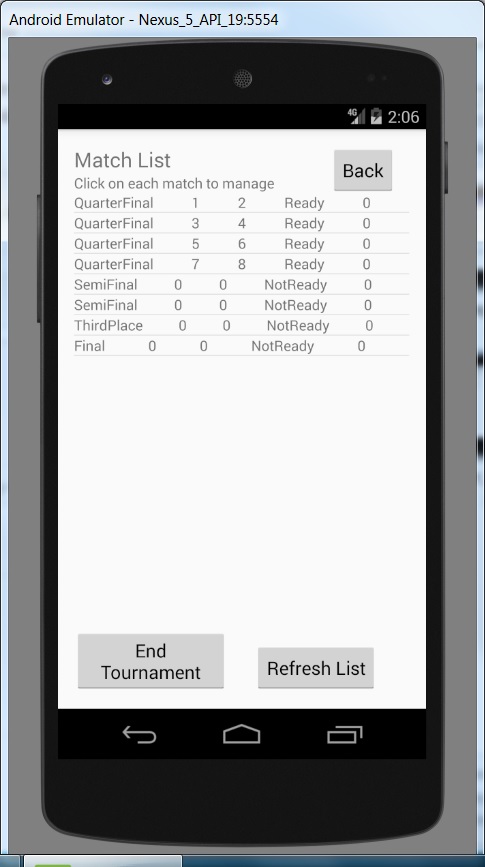 Android Emulator - Nexus_5_API_19:5554
4G 2:06
Match List
Back
Click on each match to manage
QuarterFinal 1 2 Ready 0
QuarterFinal 3 4 Ready 0
QuarterFinal 5 6 Ready 0
QuarterFinal 7 8 Ready 0
SemiFinal 0 0 NotReady 0
SemiFinal 0 0 NotReady 0
ThirdPlace 0 0 NotReady 0
Final 0 0 NotReady 0
End
Tournament
Refresh List